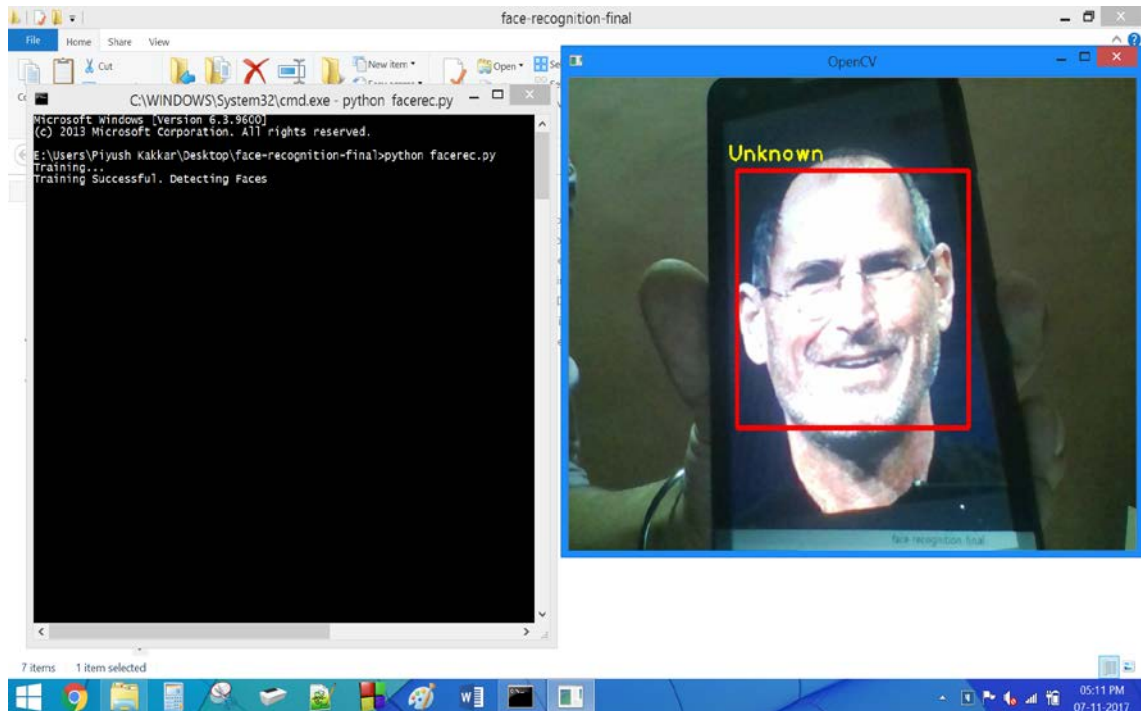 face-recognition-final
File Home Share View
Cut
New item
Open
C:\WINDOWS\System32\cmd.exe - python facerec.py
Microsoft Windows [Version 6.3.9600]
(c) 2013 Microsoft Corporation. All rights reserved.
E:\Users\Piyush Kakkar\Desktop\face-recognition-final>python facerec.py
Training...
Training Successful. Detecting Faces
OpenCV
Unknown
face-recognition-final
7 items 1 item selected
05:11 PM
07-11-2017